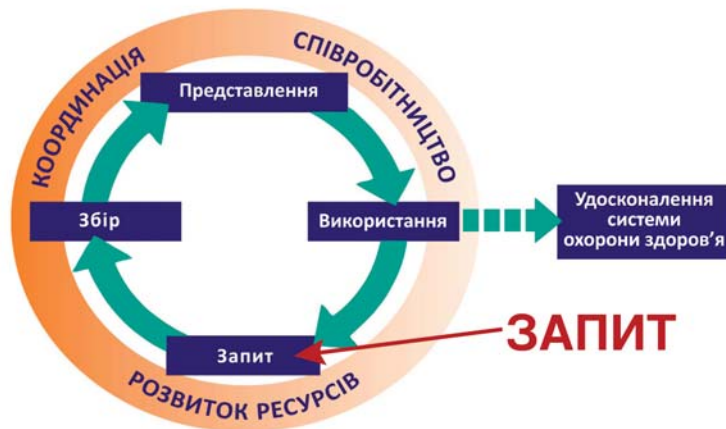 КООРДИНАЦІЯ
СПІВРОБІТНИЦТВО
Представлення
Збір
Використання
Удосконалення
системи
охорони здоров’я
Запит
ЗАПИТ
РОЗВИТОК РЕСУРСІВ